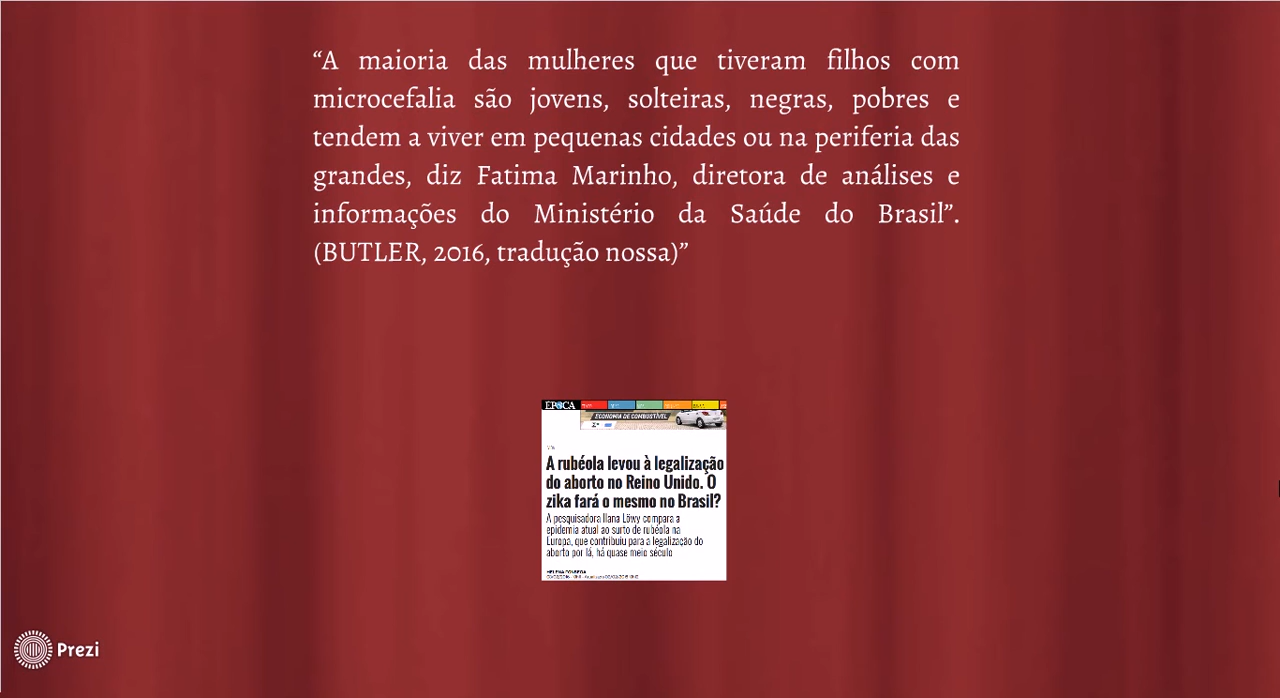 “A maioria das mulheres que tiveram filhos com
microcefalia são jovens, solteiras, negras, pobres e
tendem a viver em pequenas cidades ou na periferia das
grandes, diz Fatima Marinho, diretora de análises e
informações do Ministério da Saúde do Brasil”.
(BUTLER, 2016, tradução nossa)”
ÉPOCA
ECONOMIA DE COMBUSTÍVEL
A rubéola levou à legalização
do aborto no Reino Unido. O
zika fará o mesmo no Brasil?
A pesquisadora Ilana Löwy compara a
epidemia atual ao surto de rubéola na
Europa, que contribuiu para a legalização do
aborto por lá, há quase meio século
Prezi